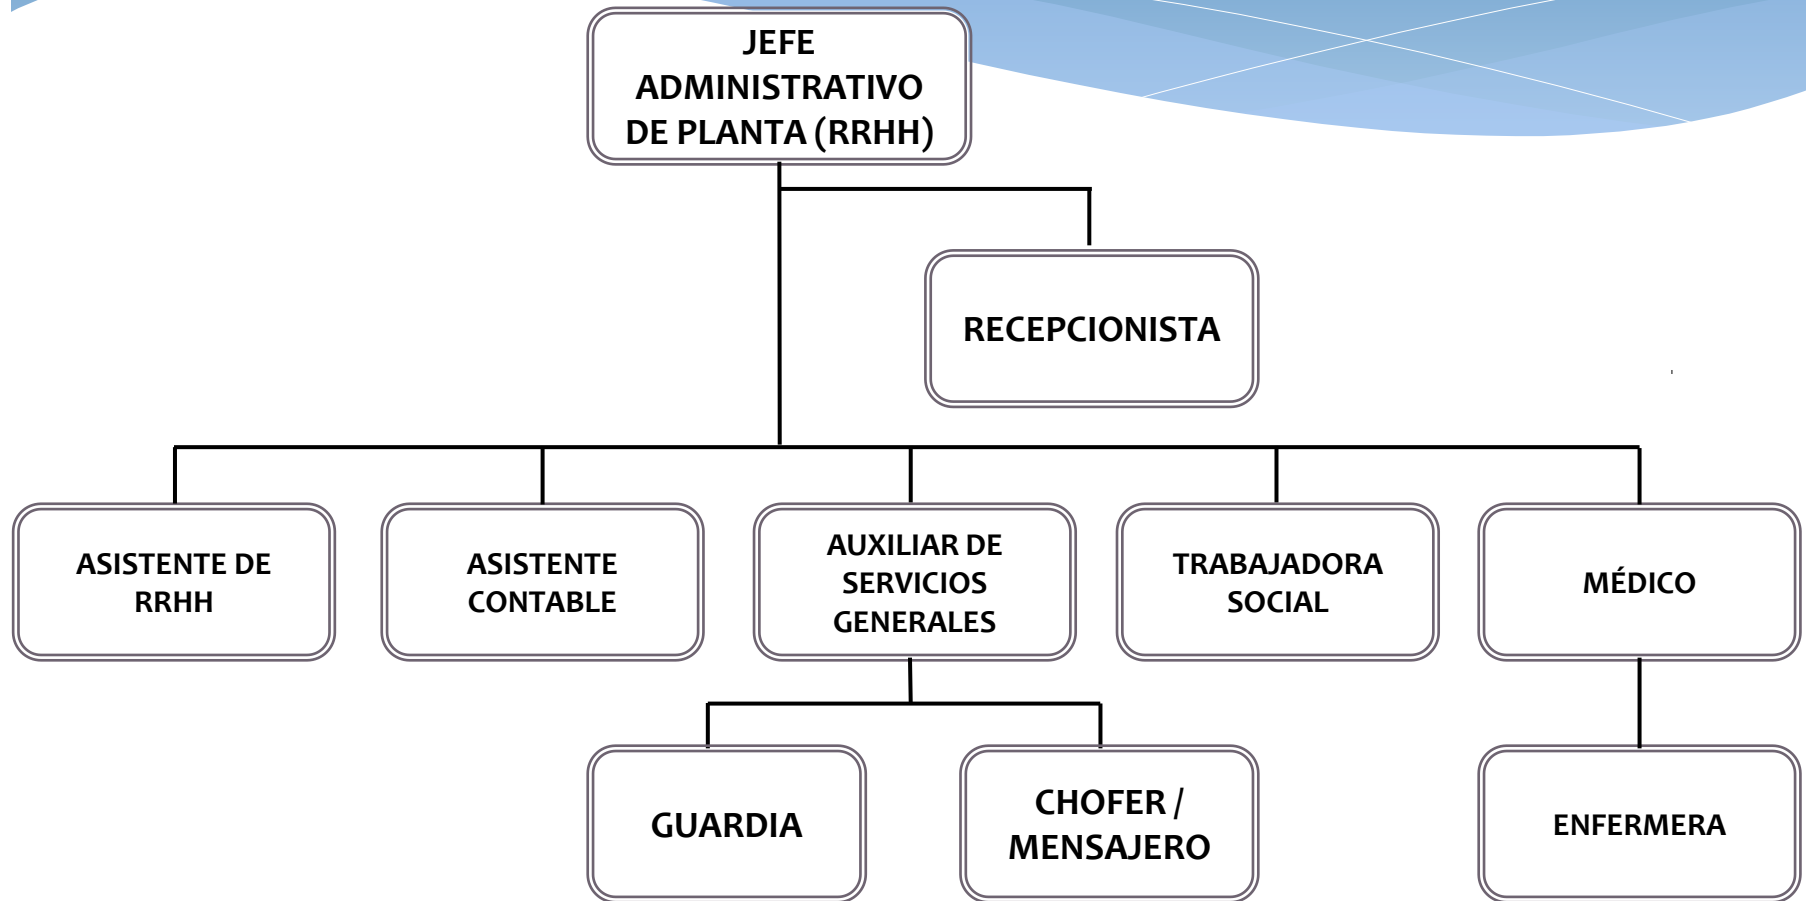 JEFE
ADMINISTRATIVO
DE PLANTA (RRHH)
RECEPCIONISTA
ASISTENTE DE
RRHH
ASISTENTE
CONTABLE
AUXILIAR DE
SERVICIOS
GENERALES
TRABAJADORA
SOCIAL
MÉDICO
GUARDIA
CHOFER /
MENSAJERO
ENFERMERA